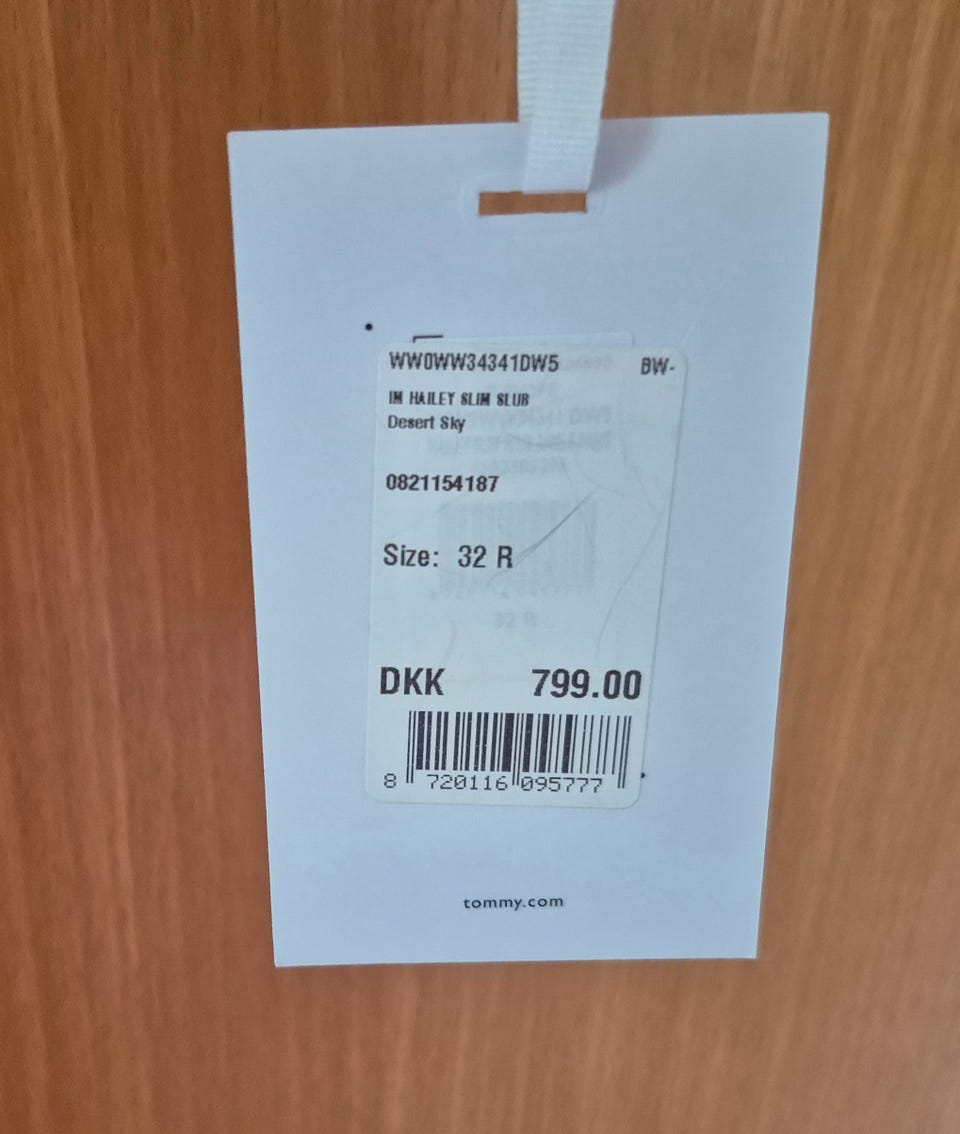 WW0WW34341DW5 BW-
IM HAILEY SLIM SLUB
Desert Sky
0821154187
Size: 32 R
DKK 799.00
8 720116 095777
tommy.com